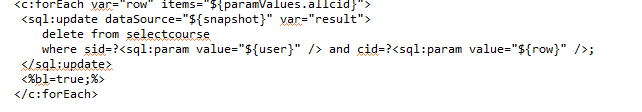 <c:forEach var="row" items="${paramValues.allcid}">
<sql:update dataSource="${snapshot}" var="result">
delete from selectcourse
where sid=?<sql:param value="${user}" /> and cid=?<sql:param value="${row}" />;
</sql:update>
<%bl=true;%>
</c:forEach>